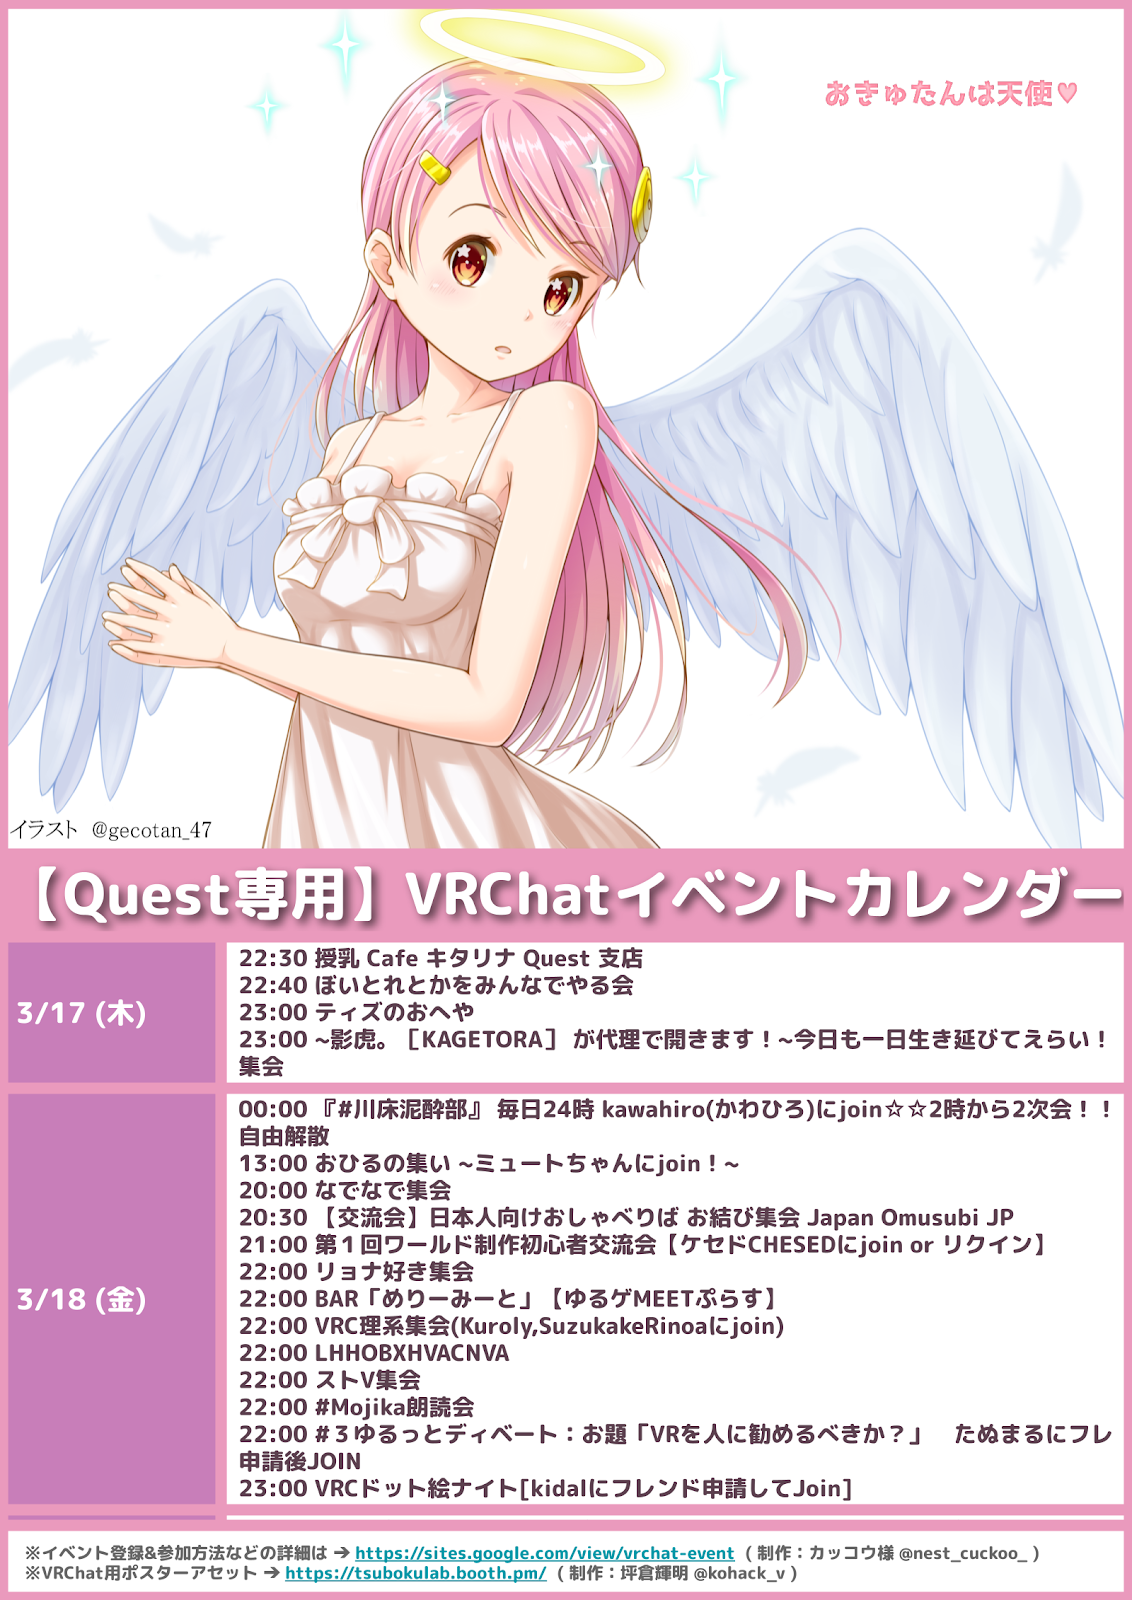 おきゅたんは天使♥
イラスト @gecotan_47
【Quest専用】VRChatイベントカレンダー
3/17 (木)
22:30 授乳 Cafe キタリナ Quest 支店
22:40 ぼいとれとかをみんなでやる会
23:00 ティズのおへや
23:00 ~影虎。［KAGETORA］ が代理で開きます！~今日も一日生き延びてえらい！
集会
3/18 (金)
00:00 『#川床泥酔部』 毎日24時 kawahiro(かわひろ)にjoin☆☆2時から2次会！！
自由解散
13:00 おひるの集い ~ミュートちゃんにjoin！~
20:00 なでなで集会
20:30 【交流会】日本人向けおしゃべりば お結び集会 Japan Omusubi JP
21:00 第１回ワールド制作初心者交流会【ケセドCHESEDにjoin or リクイン】
22:00 リョナ好き集会
22:00 BAR「めりーみーと」【ゆるゲMEETぷらす】
22:00 VRC理系集会(Kuroly,SuzukakeRinoaにjoin)
22:00 LHHOBXHVACNVA
22:00 ストV集会
22:00 #Mojika朗読会
22:00 #３ゆるっとディベート：お題「VRを人に勧めるべきか？」　たぬまるにフレ
申請後JOIN
23:00 VRCドット絵ナイト[kidalにフレンド申請してJoin]
※イベント登録&参加方法などの詳細は → https://sites.google.com/view/vrchat-event （制作：カッコウ様 @nest_cuckoo_ ）
※VRChat用ポスターアセット → https://tsubokulab.booth.pm/ （制作：坪倉輝明 @kohack_v ）